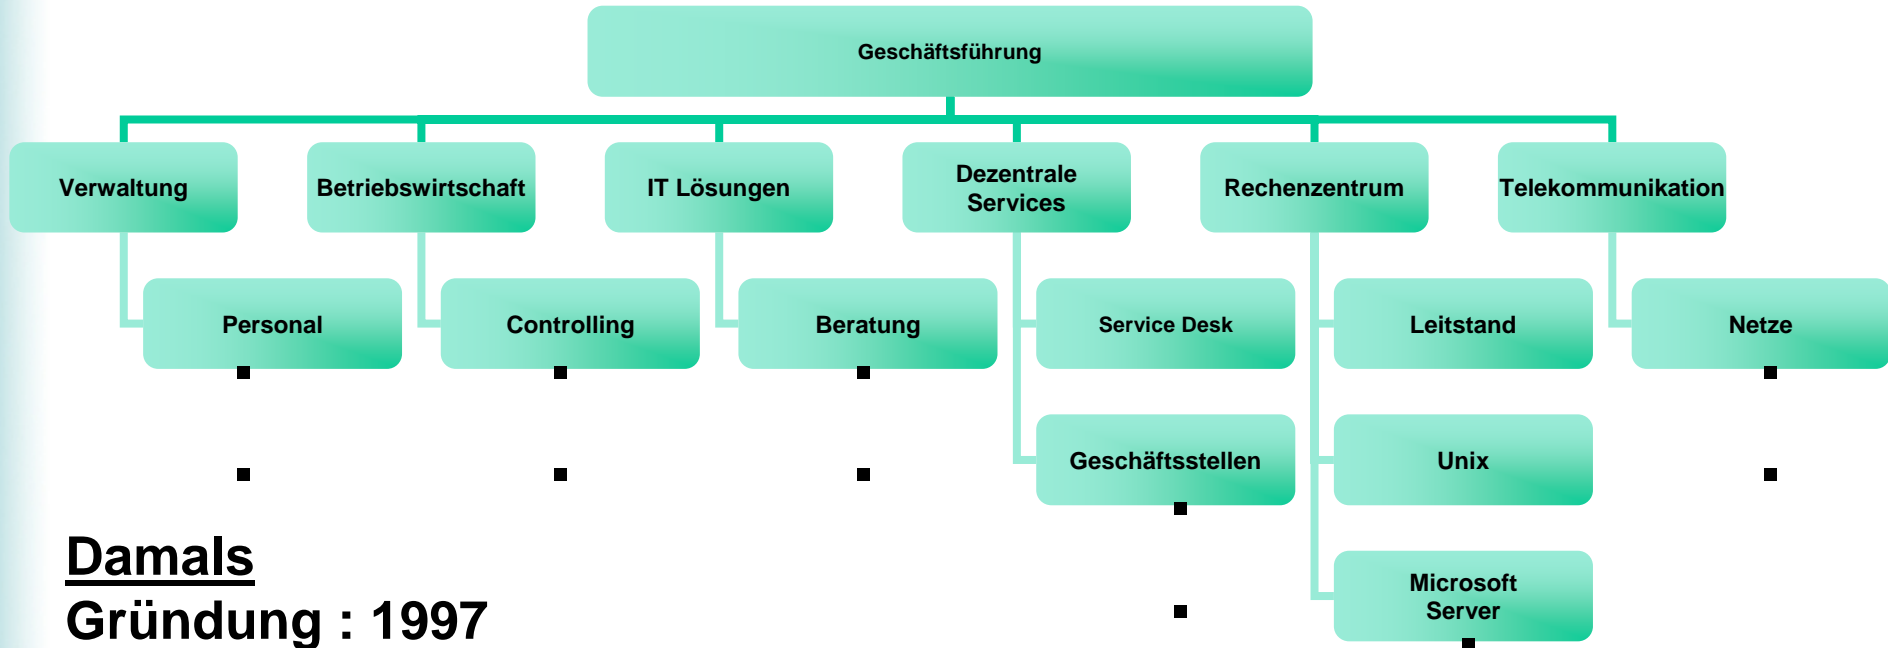 Geschäftsführung
Verwaltung
Betriebswirtschaft
IT Lösungen
Dezentrale
Services
Rechenzentrum
Telekommunikation
Personal
Controlling
Beratung
Service Desk
Leitstand
Netze
Geschäftsstellen
Unix
Microsoft
Server
Damals
Gründung : 1997